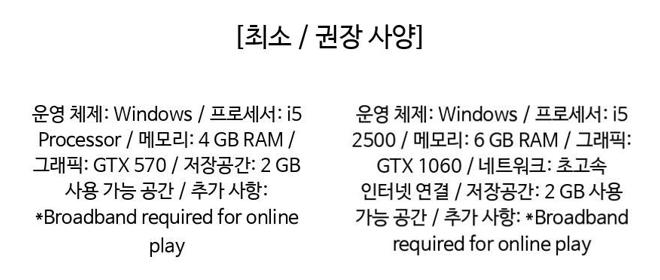 [최소 / 권장 사양]
운영 체제: Windows / 프로세서: i5
Processor / 메모리: 4 GB RAM /
그래픽: GTX 570 / 저장공간: 2 GB
사용 가능 공간 / 추가 사항:
*Broadband required for online
play
운영 체제: Windows / 프로세서: i5
2500 / 메모리: 6 GB RAM / 그래픽:
GTX 1060 / 네트워크: 초고속
인터넷 연결 / 저장공간: 2 GB 사용
가능 공간 / 추가 사항: *Broadband
required for online play